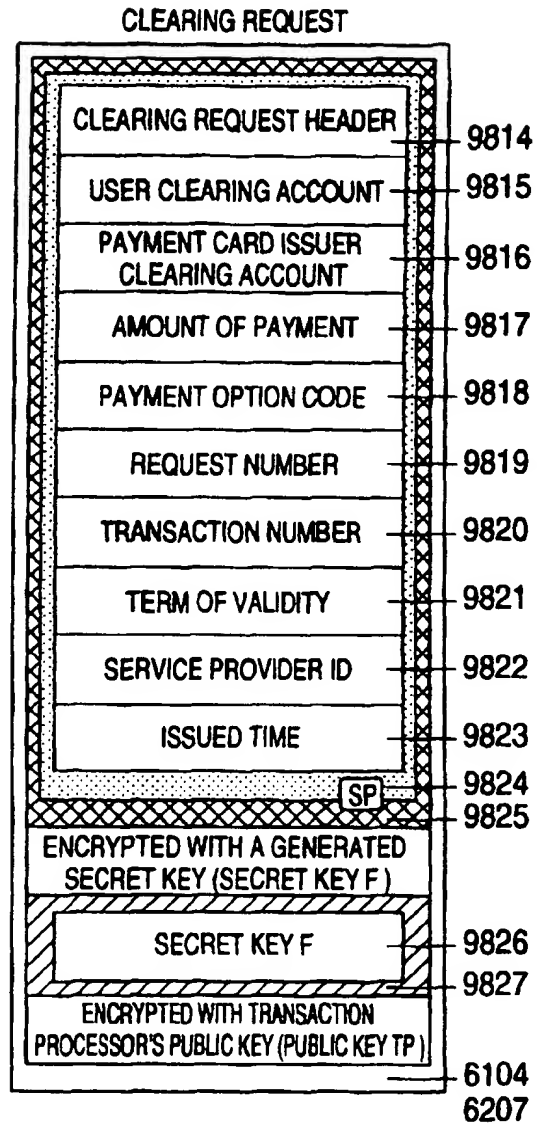 CLEARING REQUEST
CLEARING REQUEST HEADER
9814
USER CLEARING ACCOUNT
9815
PAYMENT CARD ISSUER
CLEARING ACCOUNT
9816
AMOUNT OF PAYMENT
9817
PAYMENT OPTION CODE
9818
REQUEST NUMBER
9819
TRANSACTION NUMBER
9820
TERM OF VALIDITY
9821
SERVICE PROVIDER ID
9822
ISSUED TIME
9823
SP
9824
9825
ENCRYPTED WITH A GENERATED
SECRET KEY (SECRET KEY F)
SECRET KEY F
9826
9827
ENCRYPTED WITH TRANSACTION
PROCESSOR'S PUBLIC KEY (PUBLIC KEY TP)
6104
6207